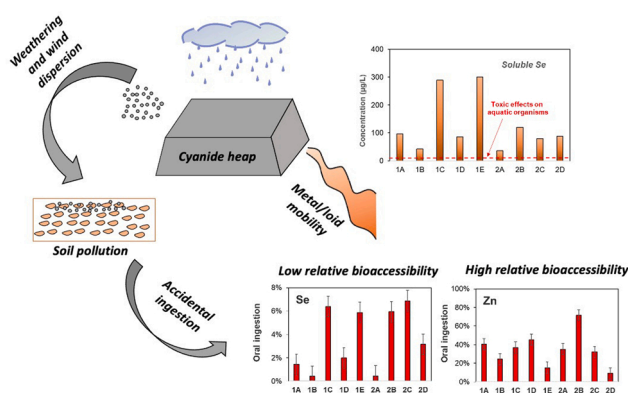 Weathering
and wind
dispersion
Cyanide heap
Metal/loid
mobility
Soil pollution
Accidental
ingestion
Soluble Se
Concentration (µg/L)
400
300
200
100
0
Toxic effects on
aquatic organisms
1A 1B 1C 1D 1E 2A 2B 2C 2D
Low relative bioaccessibility
Se
Oral ingestion
8%
6%
4%
2%
0%
1A 1B 1C 1D 1E 2A 2B 2C 2D
High relative bioaccessibility
Zn
Oral ingestion
100%
80%
60%
40%
20%
0%
1A 1B 1C 1D 1E 2A 2B 2C 2D